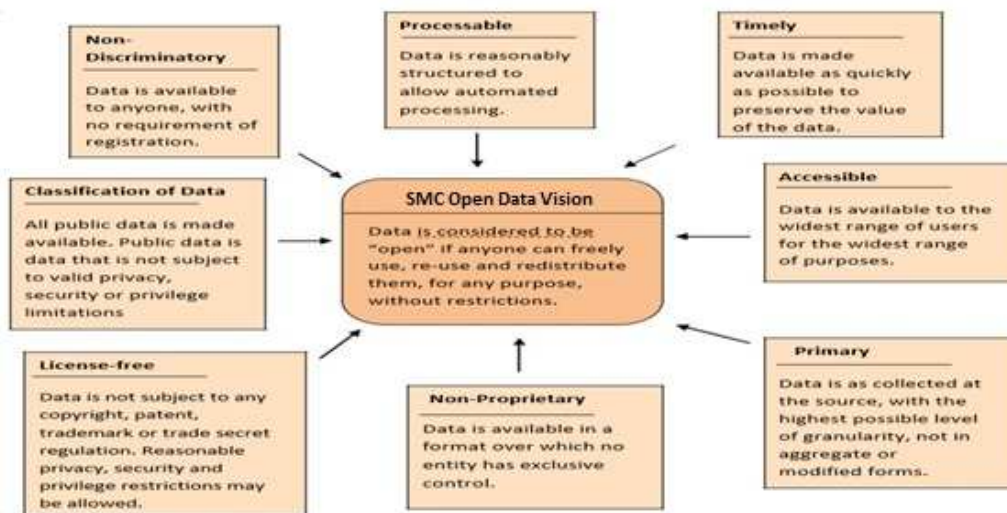 Non-
Discriminatory
Data is available
to anyone, with
no requirement of
registration.
Processable
Data is reasonably
structured to
allow automated
processing.
Timely
Data is made
available as quickly
as possible to
preserve the value
of the data.
Classification of Data
All public data is made
available. Public data is
data that is not subject
to valid privacy,
security or privilege
limitations
SMC Open Data Vision
Data is considered to be
"open" if anyone can freely
use, re-use and redistribute
them, for any purpose,
without restrictions.
Accessible
Data is available to the
widest range of users
for the widest range
of purposes.
License-free
Data is not subject to any
copyright, patent,
trademark or trade secret
regulation. Reasonable
privacy, security and
privilege restrictions may
be allowed.
Non-Proprietary
Data is available in a
format over which no
entity has exclusive
control.
Primary
Data is as collected at
the source, with the
highest possible level
of granularity, not in
aggregate or
modified forms.